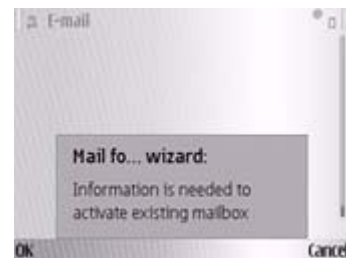 E-mail
Mail fo... wizard:
Information is needed to
activate existing mailbox
OK Cancel